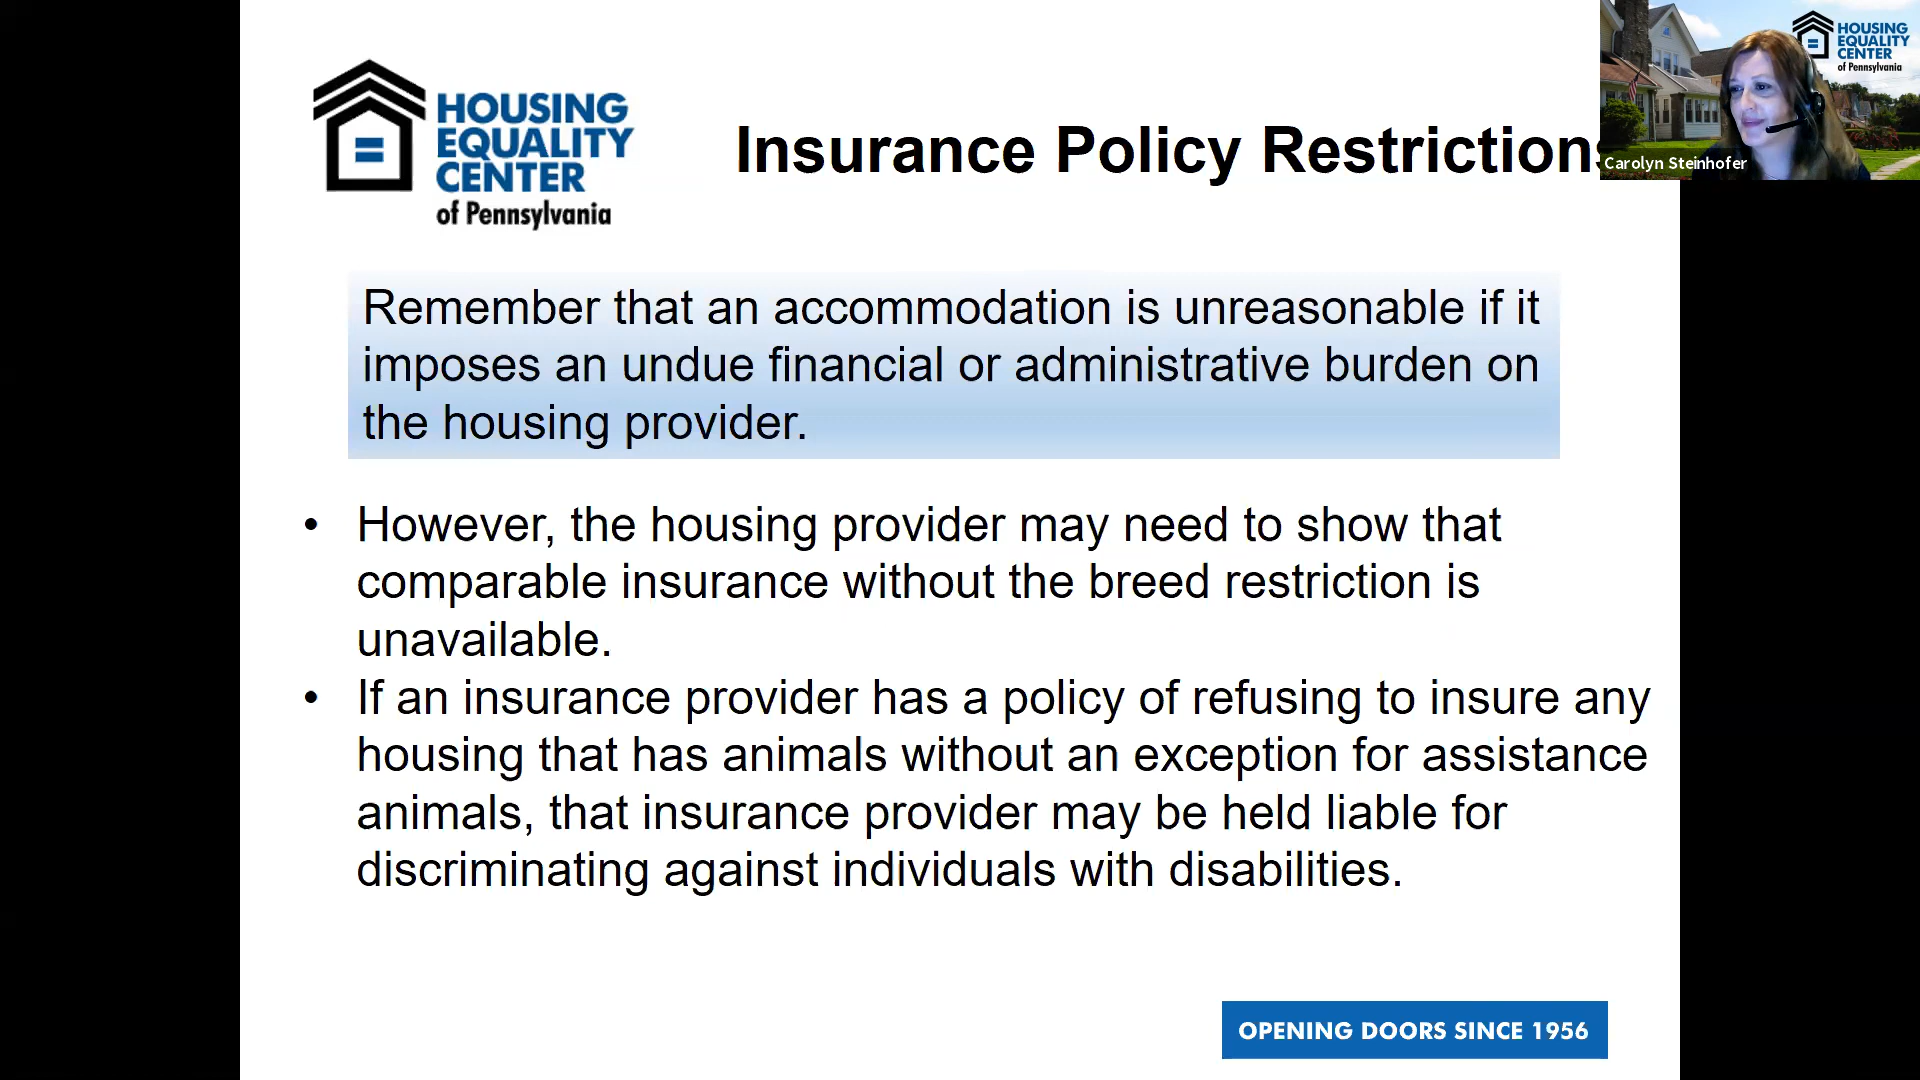 HOUSING
EQUALITY
CENTER
of Pennsylvania
Insurance Policy Restrictions
HOUSING
EQUALITY
CENTER
of Pennsylvania
Carolyn Steinhofer
Remember that an accommodation is unreasonable if it
imposes an undue financial or administrative burden on
the housing provider.
• However, the housing provider may need to show that
comparable insurance without the breed restriction is
unavailable.
• If an insurance provider has a policy of refusing to insure any
housing that has animals without an exception for assistance
animals, that insurance provider may be held liable for
discriminating against individuals with disabilities.
OPENING DOORS SINCE 1956